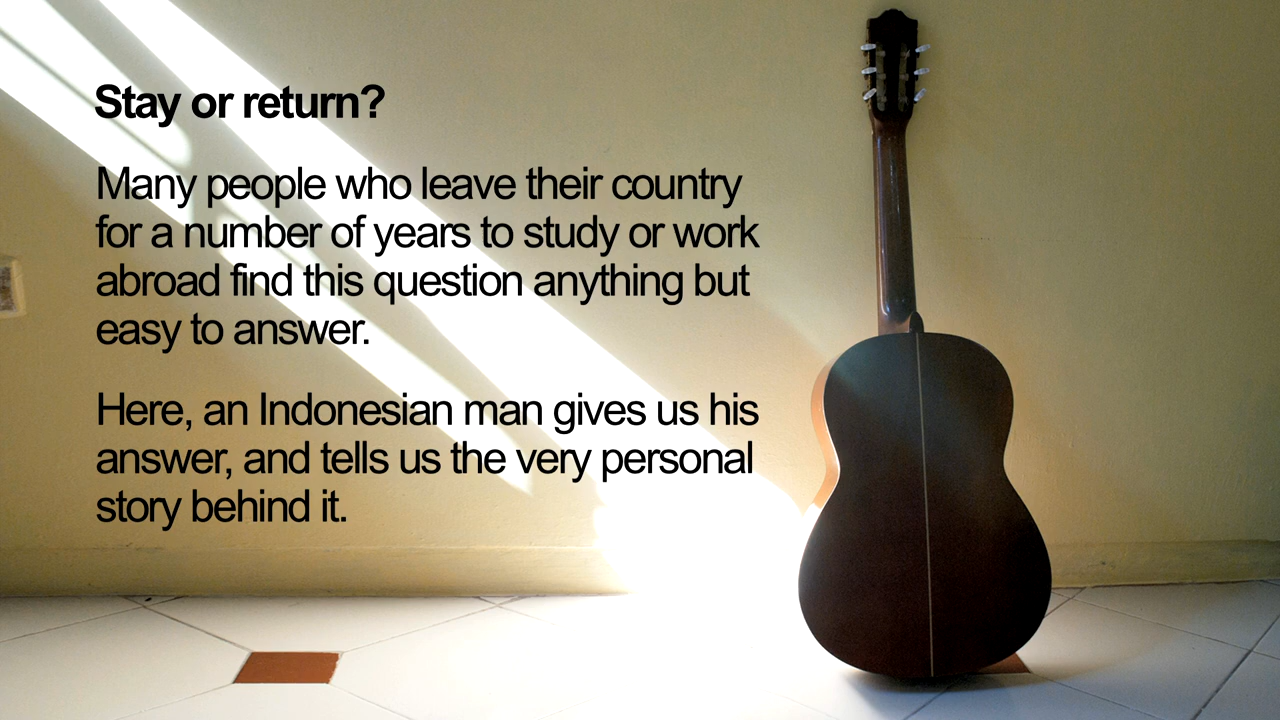 Stay or return?
Many people who leave their country
for a number of years to study or work
abroad find this question anything but
easy to answer.
Here, an Indonesian man gives us his
answer, and tells us the very personal
story behind it.